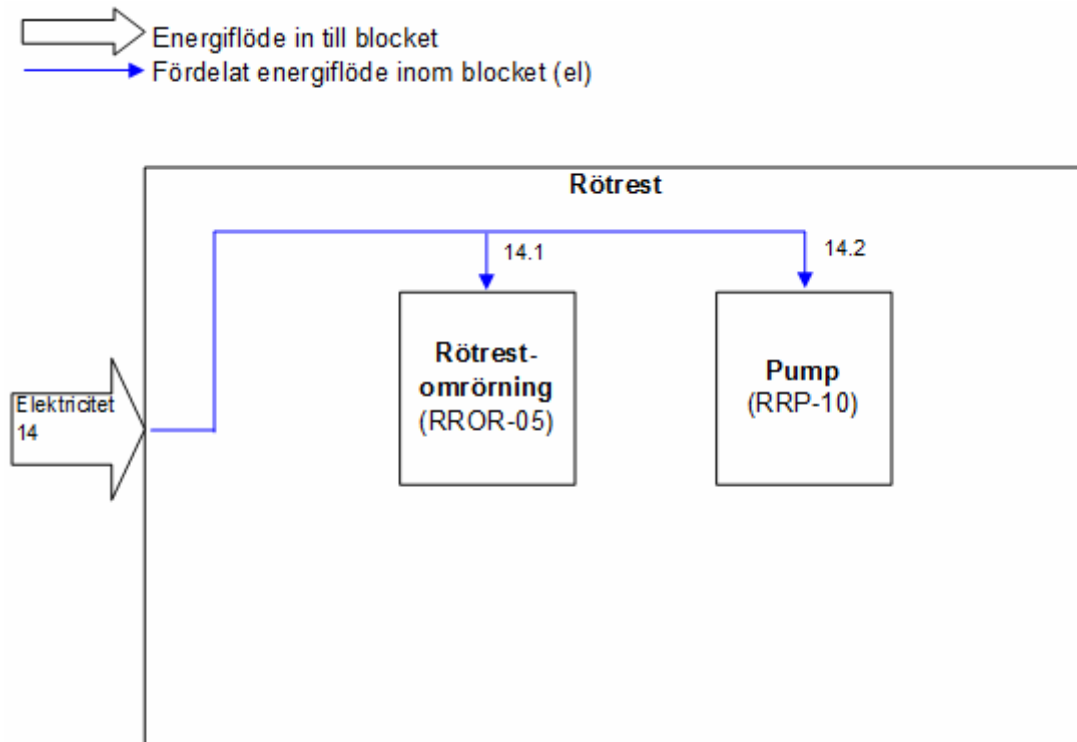 Energiflöde in till blocket
Fördelat energiflöde inom blocket (el)
Rötrest
14.1
14.2
Rötrest-
omrörning
(RROR-05)
Pump
(RRP-10)
Elektricitet
14